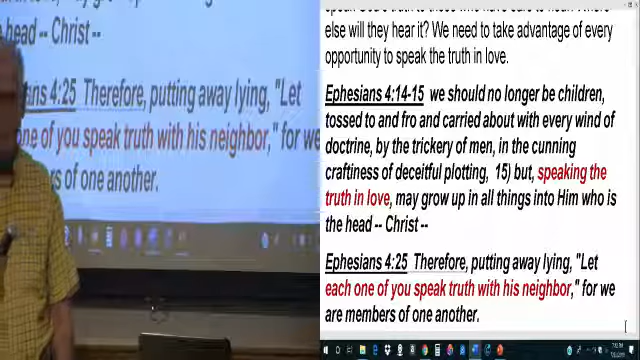 the head -- Christ --
ns 4:25 Therefore, putting away lying, "Let
one of you speak truth with his neighbor," for we
rs of one another.
else will they hear it? We need to take advantage of every
opportunity to speak the truth in love.
Ephesians 4:14-15 we should no longer be children,
tossed to and fro and carried about with every wind of
doctrine, by the trickery of men, in the cunning
craftiness of deceitful plotting, 15) but, speaking the
truth in love, may grow up in all things into Him who is
the head -- Christ --
Ephesians 4:25 Therefore, putting away lying, "Let
each one of you speak truth with his neighbor," for we
are members of one another.